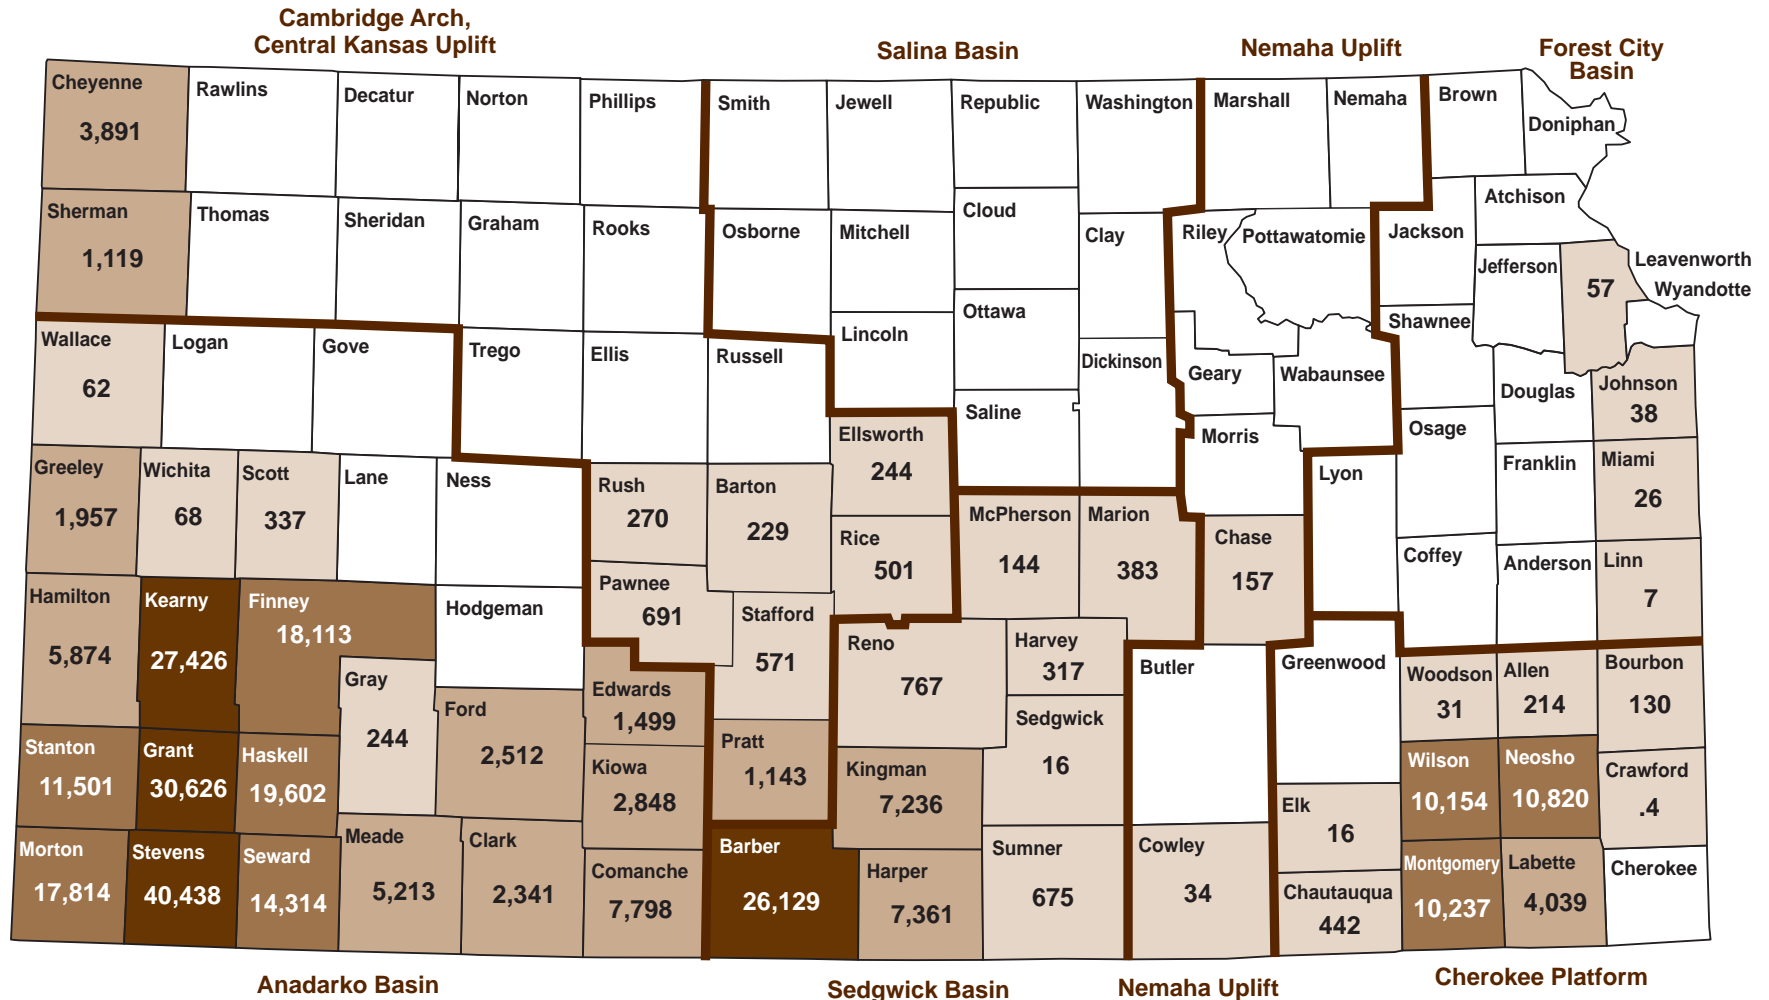 Cambridge Arch,
Central Kansas Uplift
Salina Basin
Nemaha Uplift
Forest City
Basin
Cheyenne
3,891
Rawlins
Decatur
Norton
Phillips
Smith
Jewell
Republic
Washington
Marshall
Nemaha
Brown
Doniphan
Sherman
1,119
Thomas
Sheridan
Graham
Rooks
Osborne
Mitchell
Cloud
Clay
Riley
Pottawatomie
Jackson
Atchison
Jefferson
57
Leavenworth
Wyandotte
Wallace
62
Logan
Gove
Trego
Ellis
Russell
Lincoln
Ottawa
Saline
Dickinson
Geary
Wabaunsee
Morris
Shawnee
Douglas
Johnson
38
Greeley
1,957
Wichita
68
Scott
337
Lane
Ness
Rush
270
Barton
229
Ellsworth
244
Rice
501
McPherson
144
Marion
383
Chase
157
Lyon
Osage
Franklin
Miami
26
Coffey
Anderson
Linn
7
Hamilton
5,874
Kearny
27,426
Finney
18,113
Hodgeman
Pawnee
691
Stafford
571
Reno
767
Harvey
317
Butler
Greenwood
Woodson
31
Allen
214
Bourbon
130
Gray
244
Ford
2,512
Edwards
1,499
Sedgwick
16
Stanton
11,501
Grant
30,626
Haskell
19,602
Kiowa
2,848
Pratt
1,143
Kingman
7,236
Elk
16
Wilson
10,154
Neosho
10,820
Crawford
.4
Morton
17,814
Stevens
40,438
Seward
14,314
Meade
5,213
Clark
2,341
Comanche
7,798
Barber
26,129
Harper
7,361
Sumner
675
Cowley
34
Chautauqua
442
Montgomery
10,237
Labette
4,039
Cherokee
Anadarko Basin
Sedgwick Basin
Nemaha Uplift
Cherokee Platform